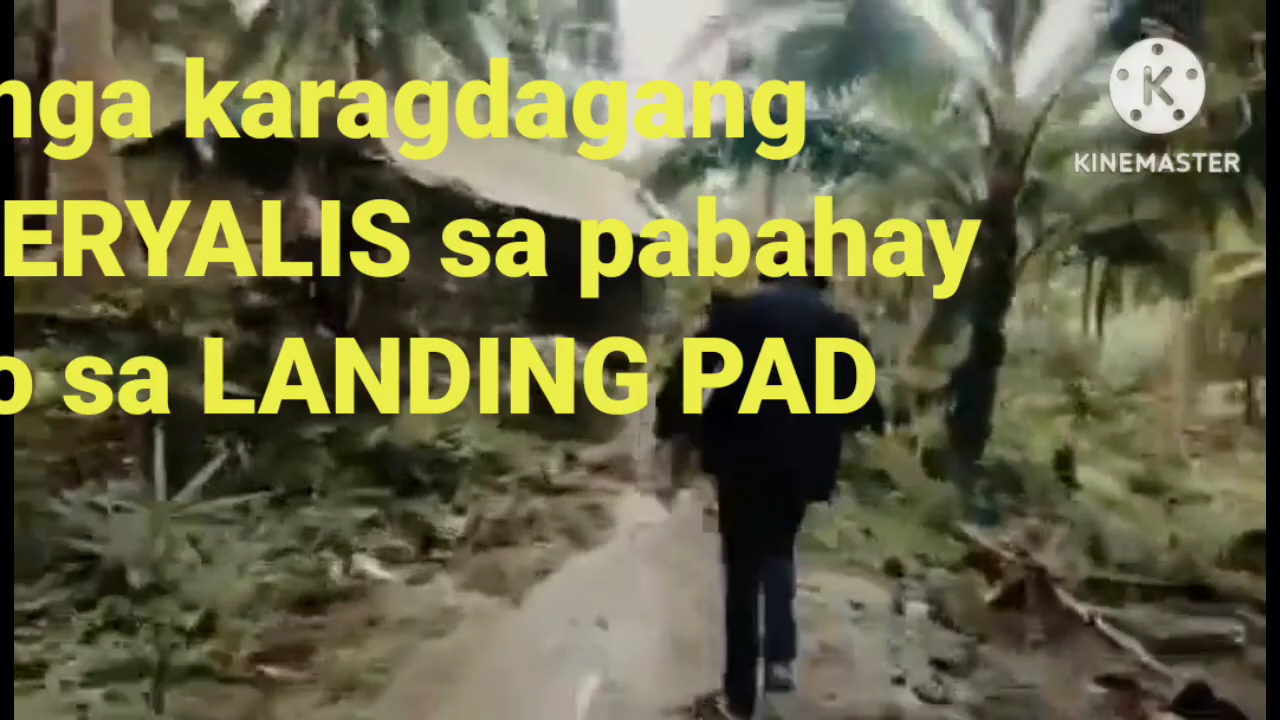 nga karagdagang
ERYALIS sa pabahay
o sa LANDING PAD
KINEMASTER